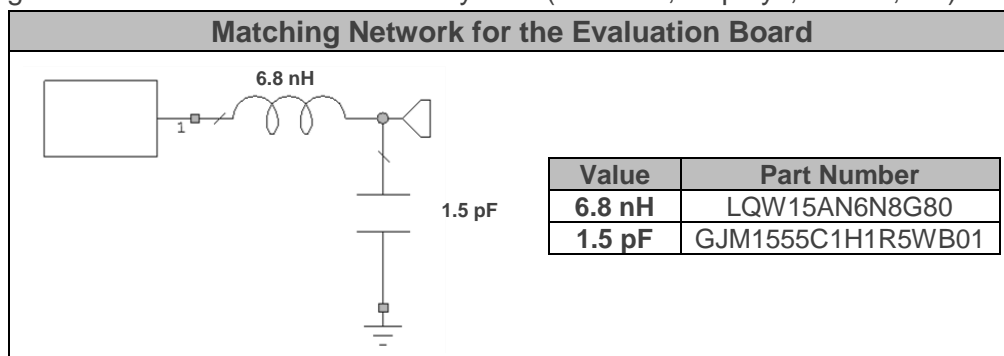 Matching Network for the Evaluation Board
6.8 nH
1
1.5 pF
Value Part Number
6.8 nH LQW15AN6N8G80
1.5 pF GJM1555C1H1R5WB01